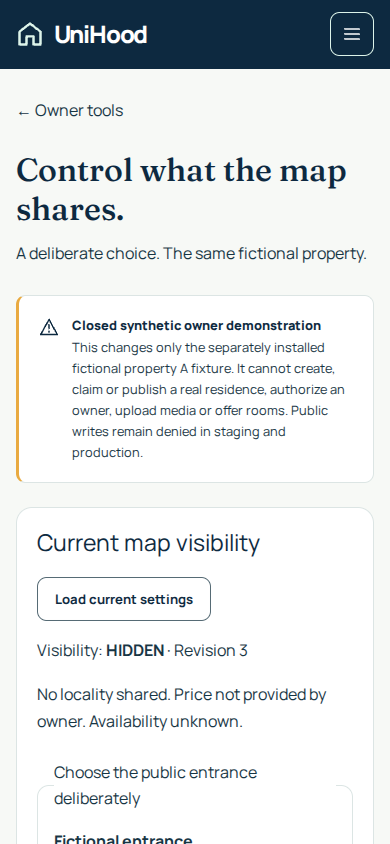 UniHood
← Owner tools
Control what the map
shares.
A deliberate choice. The same fictional property.
Closed synthetic owner demonstration
This changes only the separately installed
fictional property A fixture. It cannot create,
claim or publish a real residence, authorize an
owner, upload media or offer rooms. Public
writes remain denied in staging and
production.
Current map visibility
Load current settings
Visibility: HIDDEN · Revision 3
No locality shared. Price not provided by
owner. Availability unknown.
Choose the public entrance
deliberately
Fictional entrance